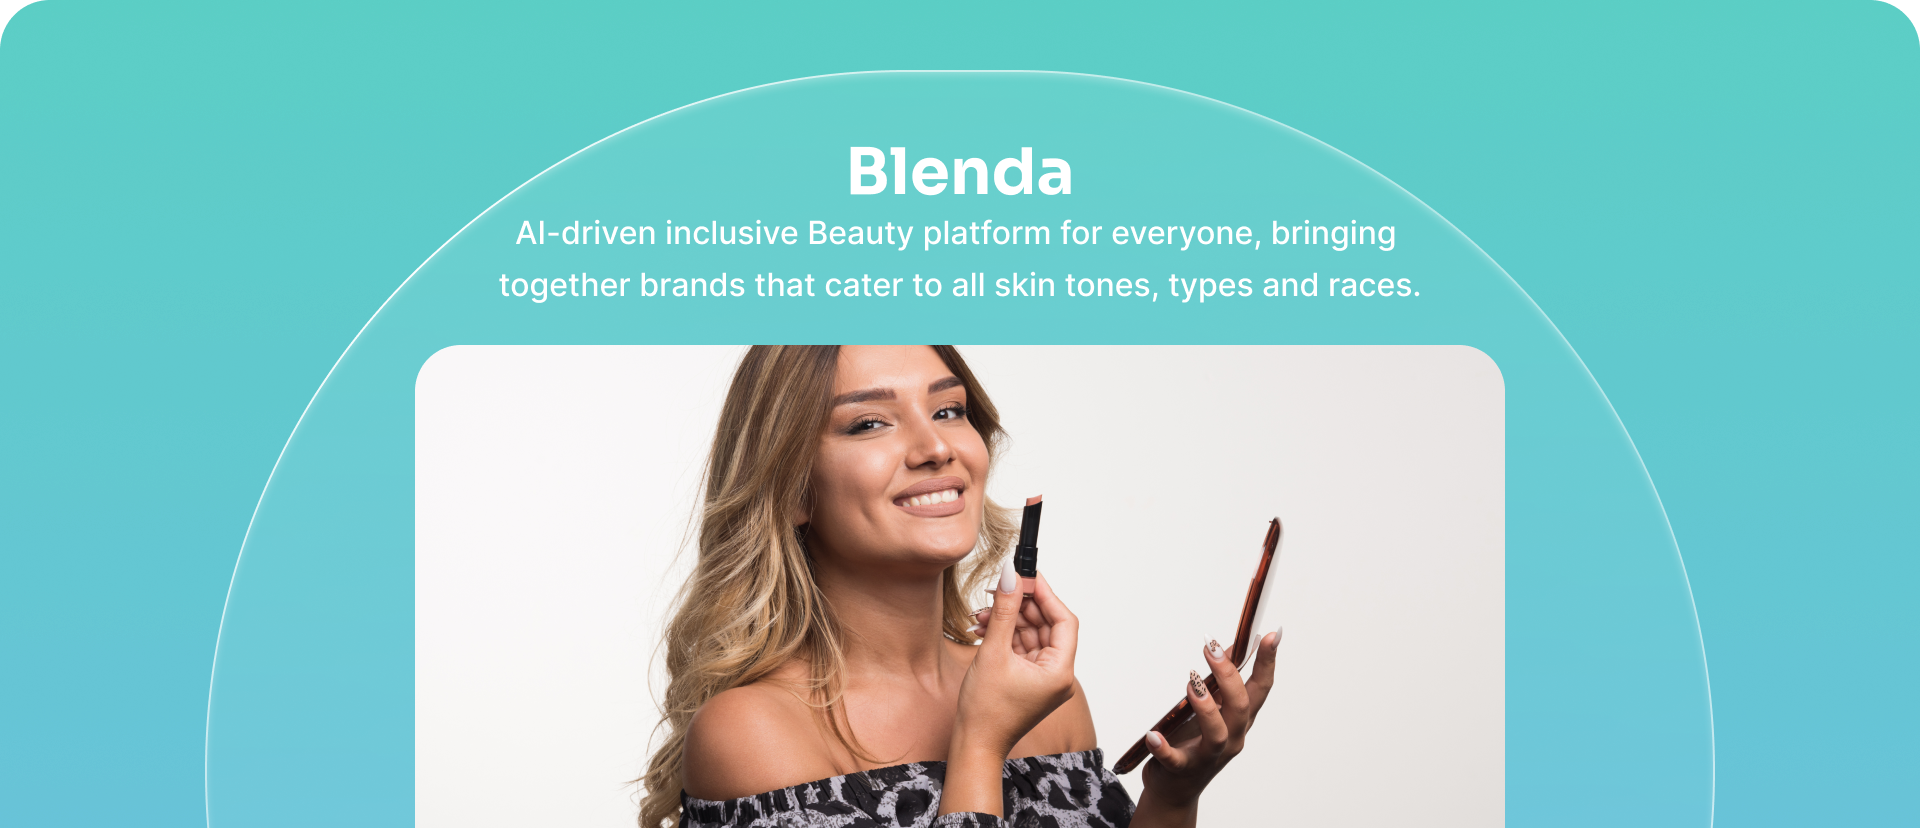 Blenda
AI-driven inclusive Beauty platform for everyone, bringing
together brands that cater to all skin tones, types and races.